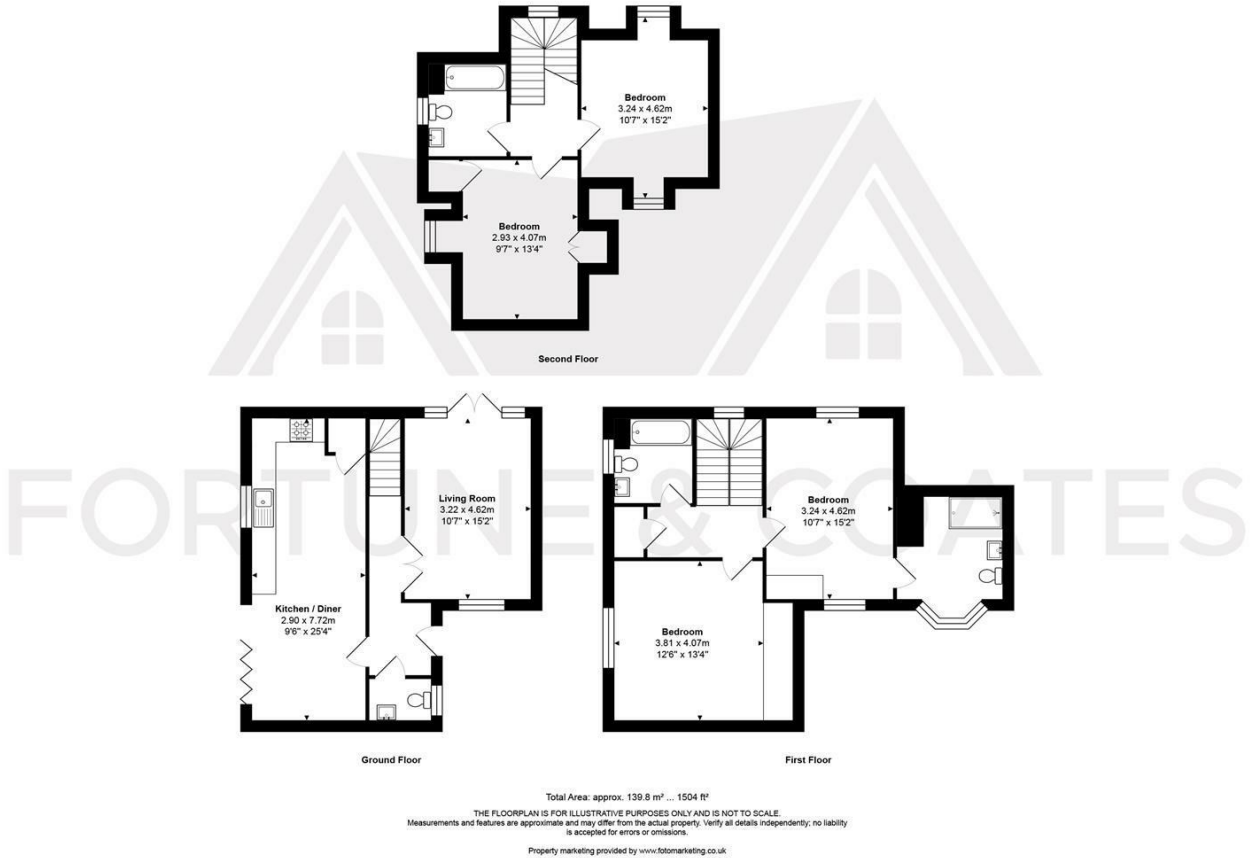 Bedroom
3.24 x 4.62m
10'7" x 15'2"
Bedroom
2.93 x 4.07m
9'7" x 13'4"
Second Floor
FORTUNE & COATES
Living Room
3.22 x 4.62m
10'7" x 15'2"
Kitchen / Diner
2.90 x 7.72m
9'6" x 25'4"
Ground Floor
Bedroom
3.24 x 4.62m
10'7" x 15'2"
Bedroom
3.81 x 4.07m
12'6" x 13'4"
First Floor
Total Area: approx. 139.8 m² ... 1504 ft²
THE FLOORPLAN IS FOR ILLUSTRATIVE PURPOSES ONLY AND IS NOT TO SCALE.
Measurements and features are approximate and may differ from the actual property. Verify all details independently; no liability
is accepted for errors or omissions.
Property marketing provided by www.fotomarketing.co.uk